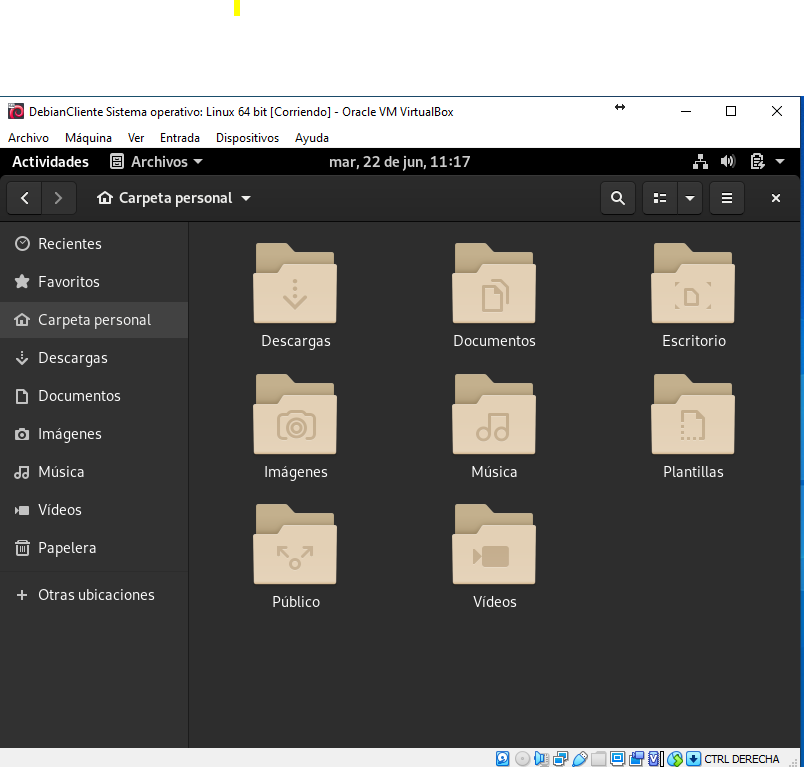 DebianCliente Sistema operativo: Linux 64 bit [Corriendo] - Oracle VM VirtualBox
Archivo Máquina Ver Entrada Dispositivos Ayuda
Actividades Archivos mar, 22 de jun, 11:17
Carpeta personal
Recientes
Favoritos
Carpeta personal
Descargas
Documentos
Imágenes
Música
Vídeos
Papelera
Otras ubicaciones
Descargas Documentos Escritorio
Imágenes Música Plantillas
Público Vídeos
CTRL DERECHA